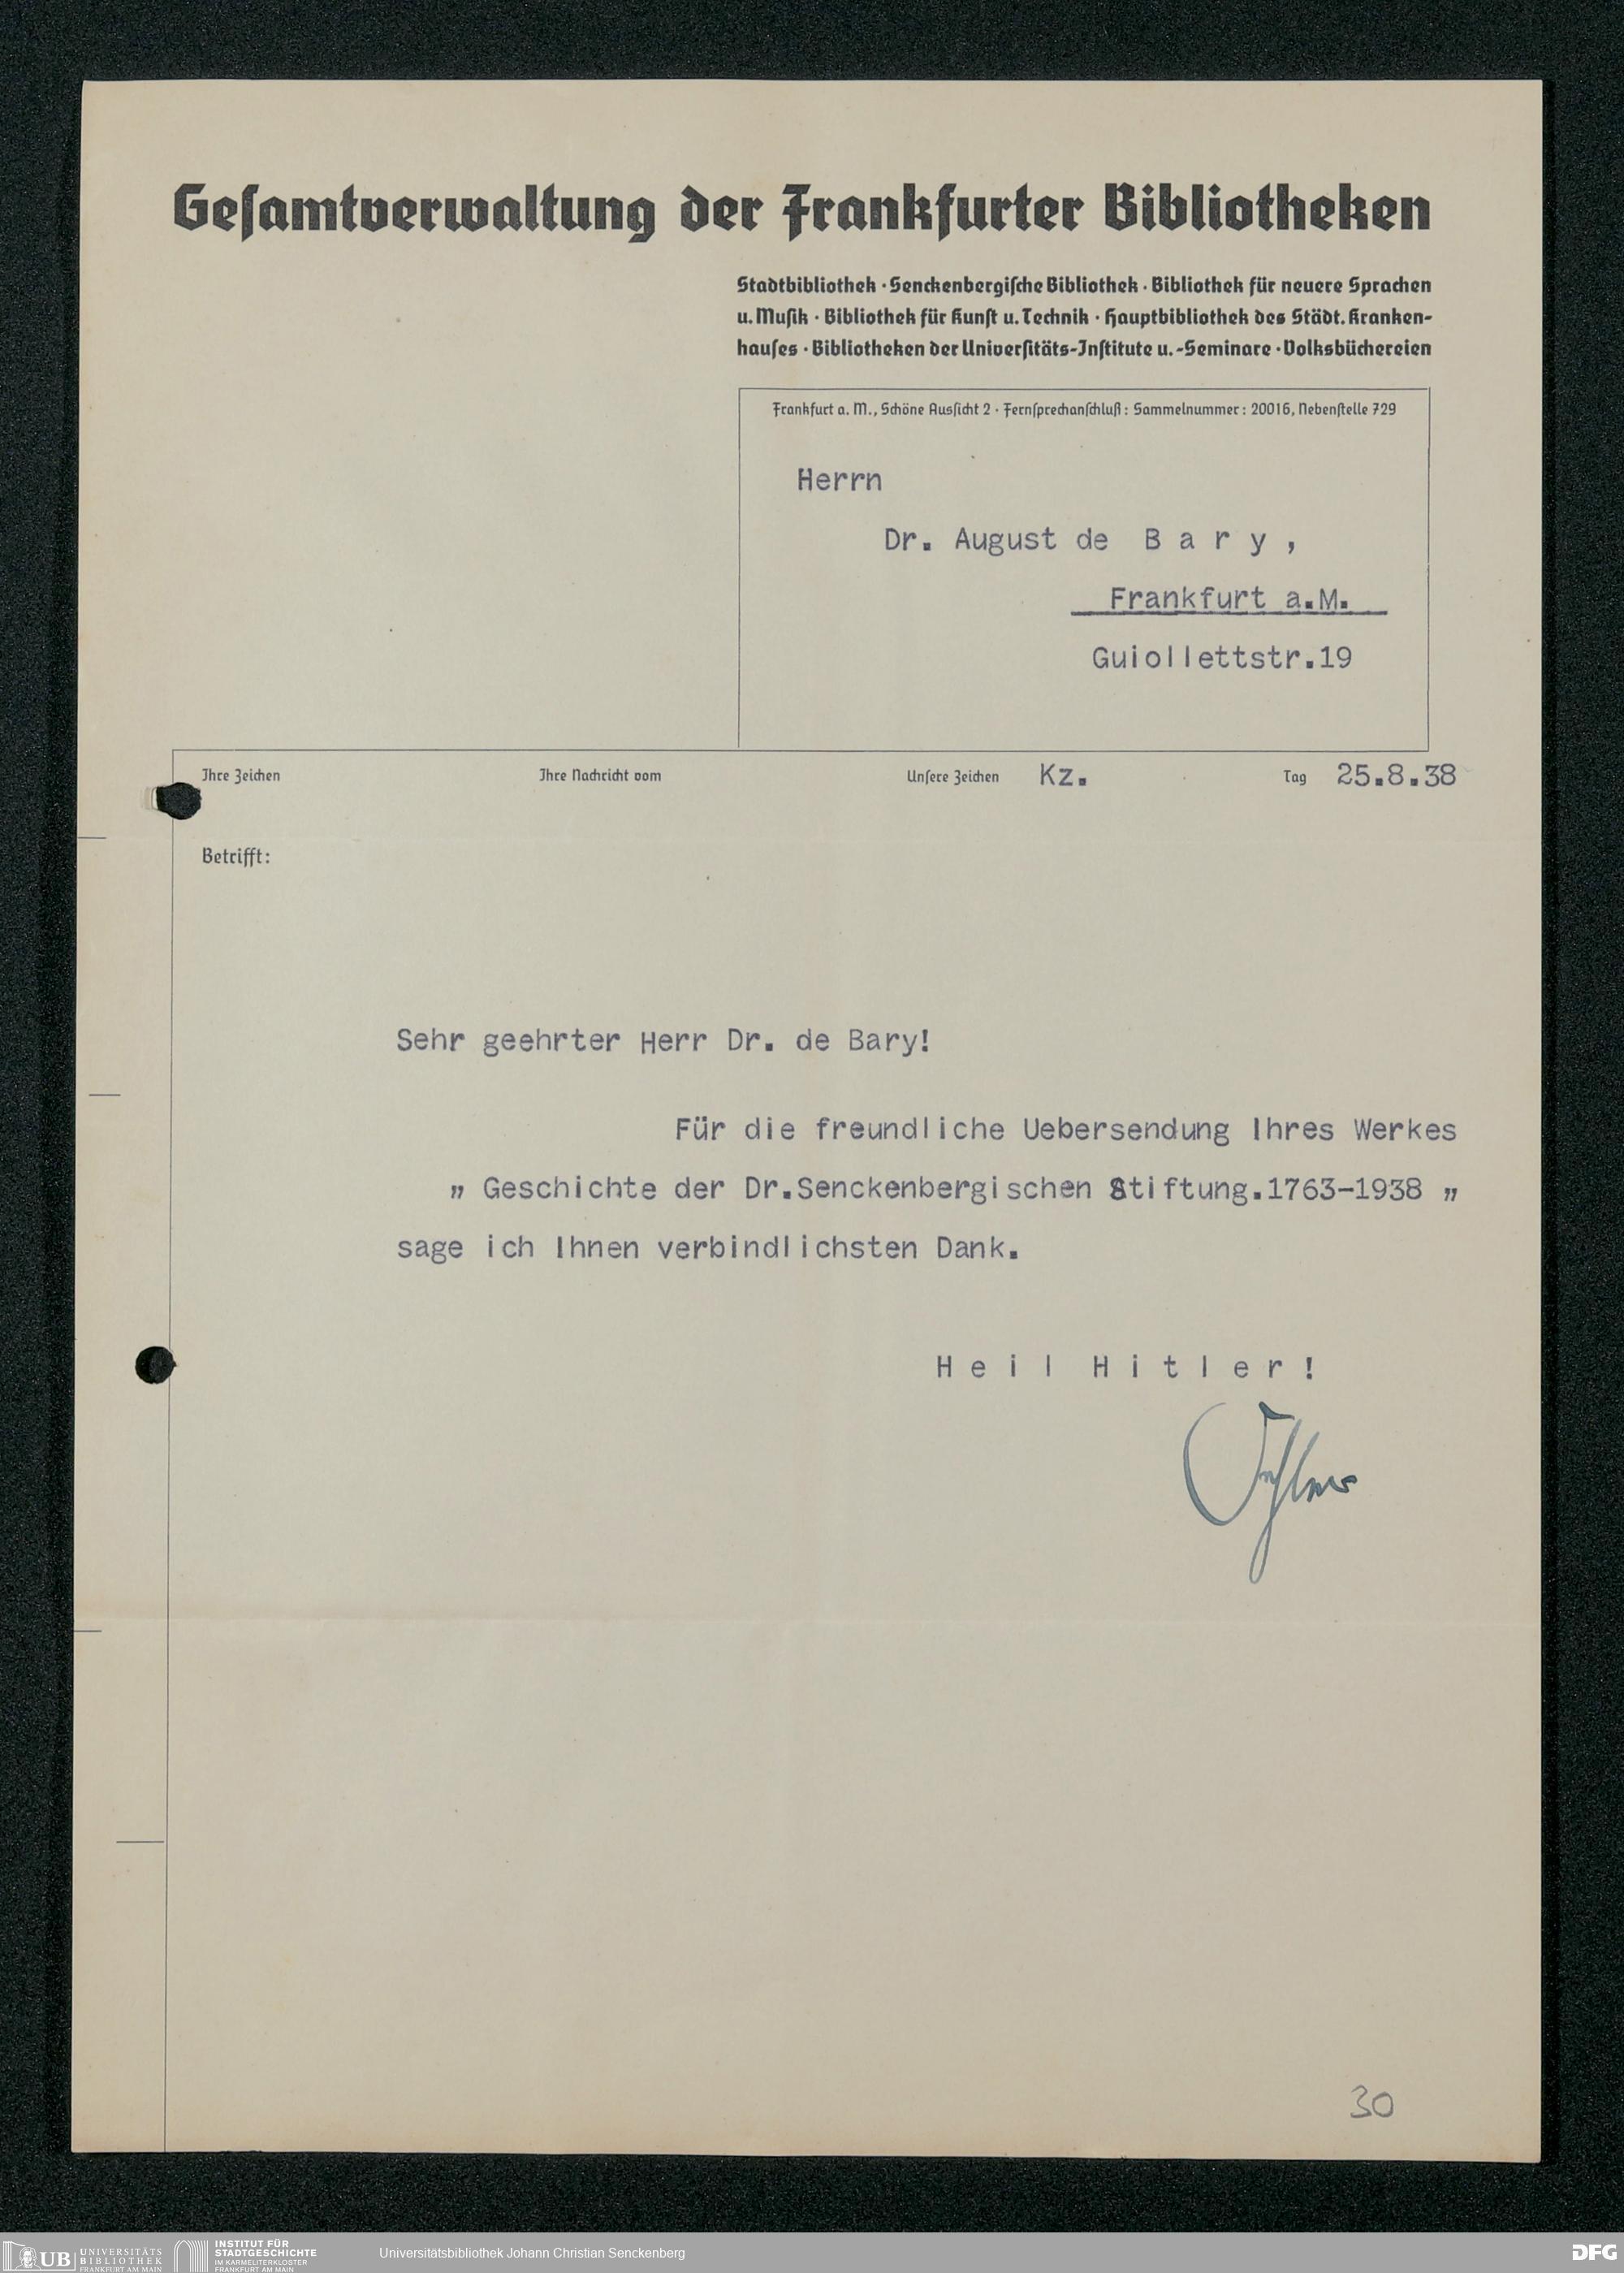 Gesamtverwaltung der Frankfurter Bibliotheken
Stadtbibliothek · Senckenbergische Bibliothek · Bibliothek für neuere Sprachen
u. Musik · Bibliothek für Kunst u. Technik · Hauptbibliothek des Städt. Kranken-
hauses · Bibliotheken der Universitäts-Institute u. -Seminare · Volksbüchereien
Frankfurt a. M., Schöne Aussicht 2 · Fernsprechanschluß: Sammelnummer: 20016, Nebenstelle 729
Herrn
Dr. August de B a r y ,
Frankfurt a.M.
Guiollettstr.19
Ihre Zeichen Ihre Nachricht vom Unsere Zeichen Kz. Tag 25.8.38
Betrifft:
Sehr geehrter Herr Dr. de Bary!
Für die freundliche Uebersendung Ihres Werkes
„ Geschichte der Dr.Senckenbergischen Stiftung.1763-1938 „
sage ich Ihnen verbindlichsten Dank.
H e i l H i t l e r !
30
UB UNIVERSITÄTS
BIBLIOTHEK
FRANKFURT AM MAIN
INSTITUT FÜR
STADTGESCHICHTE
IM KARMELITERKLOSTER
FRANKFURT AM MAIN
Universitätsbibliothek Johann Christian Senckenberg
DFG